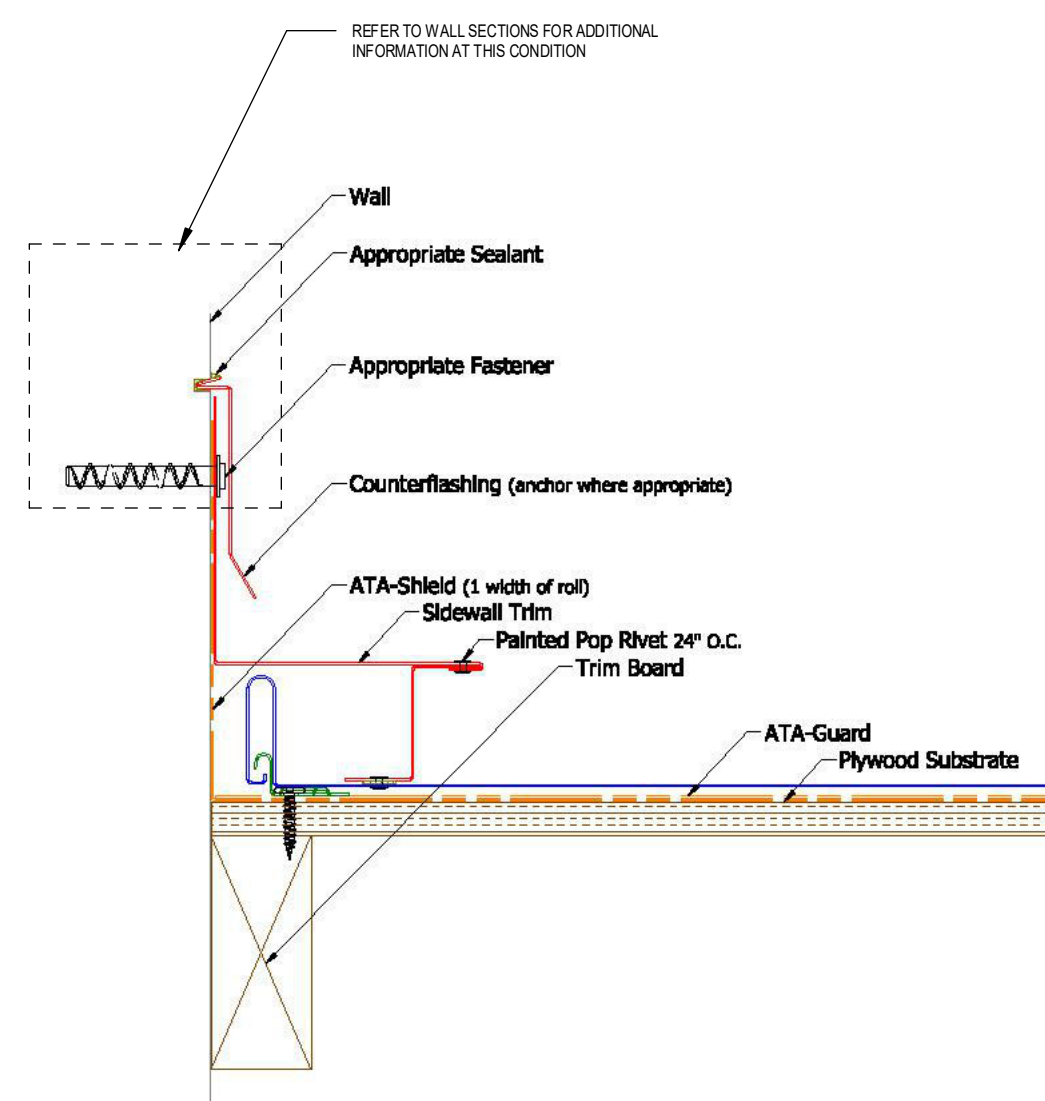 REFER TO WALL SECTIONS FOR ADDITIONAL
INFORMATION AT THIS CONDITION
Wall
Appropriate Sealant
Appropriate Fastener
Counterflashing (anchor where appropriate)
ATA-Shield (1 width of roll)
Sidewall Trim
Painted Pop Rivet 24" O.C.
Trim Board
ATA-Guard
Plywood Substrate